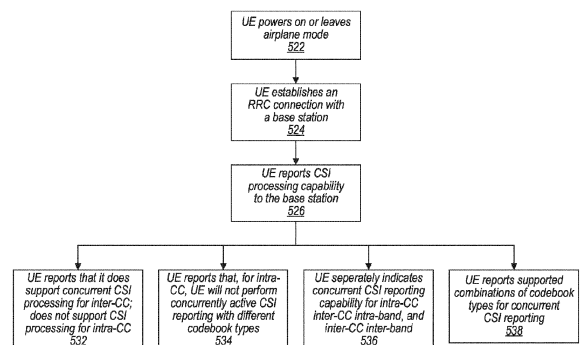 UE powers on or leaves
airplane mode
522
UE establishes an
RRC connection with
a base station
524
UE reports CSI
processing capability
to the base station
526
UE reports that it does
support concurrent CSI
processing for inter-CC;
does not support CSI
processing for intra-CC
532
UE reports that, for intra-
CC, UE will not perform
concurrently active CSI
reporting with different
codebook types
534
UE seperately indicates
concurrent CSI reporting
capability for intra-CC
inter-CC intra-band, and
inter-CC inter-band
536
UE reports supported
combinations of codebook
types for concurrent
CSI reporting
538